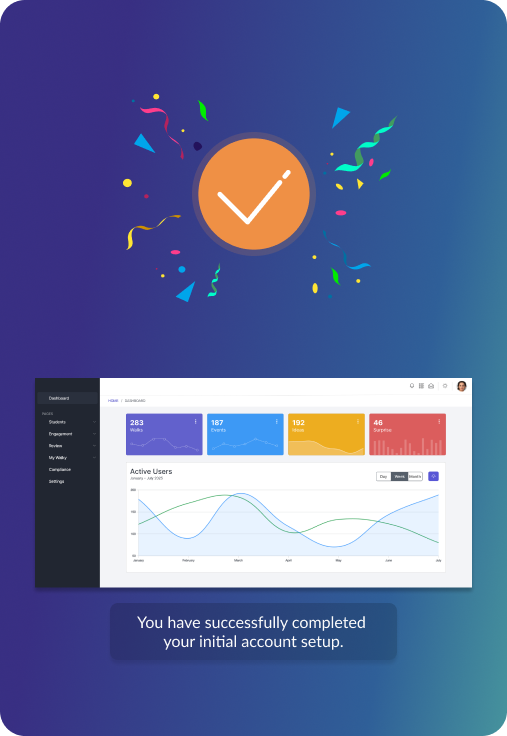 Dashboard
HOME / DASHBOARD
PAGES
Students
Engagement
Review
My Walky
Compliance
Settings
283
Walks
187
Events
192
Ideas
46
Surprise
Active Users
January - July 2025
Day Week Month
January February March April May June July
You have successfully completed
your initial account setup.